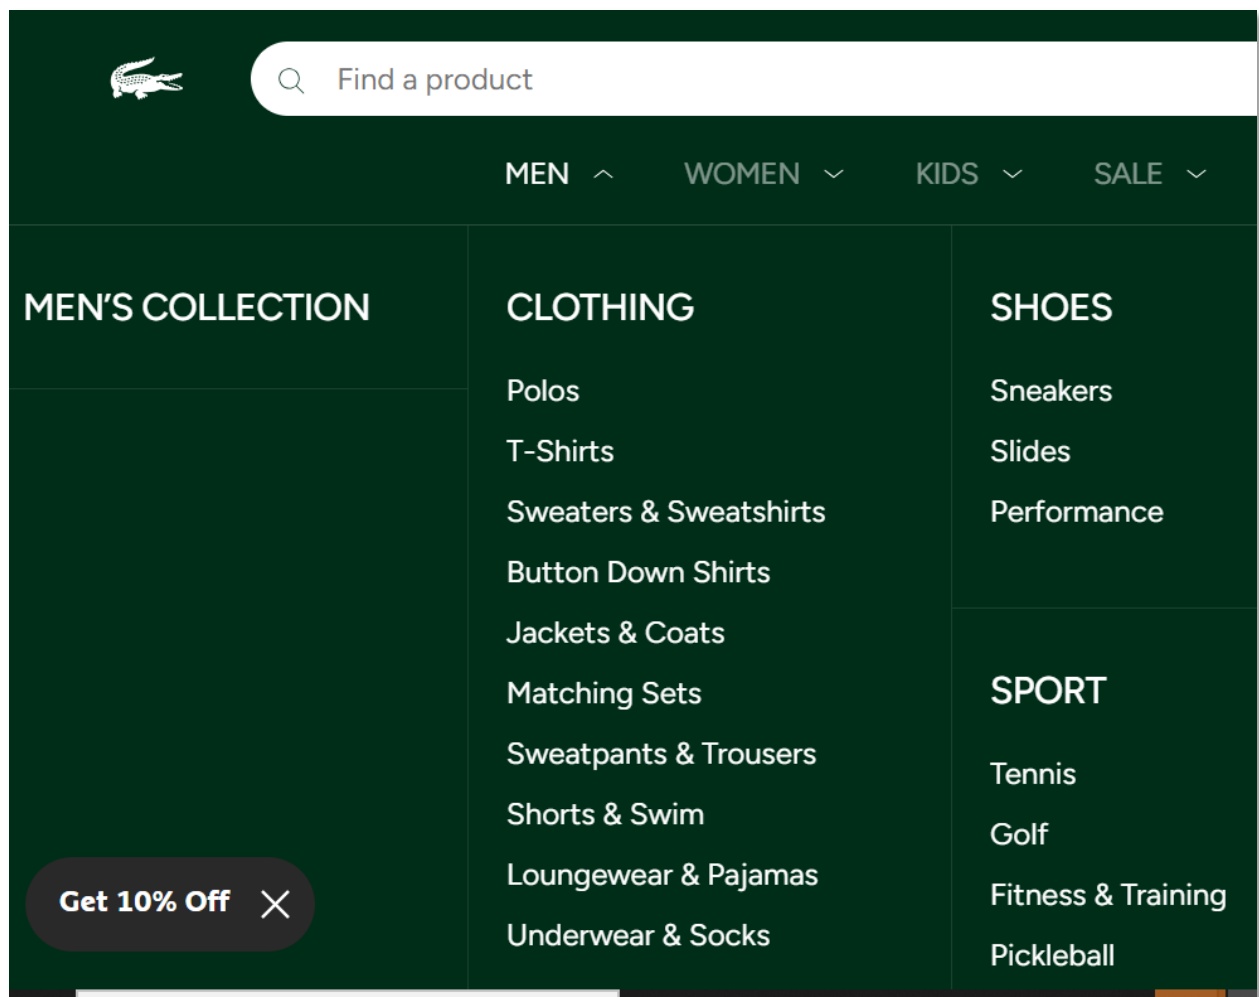 Find a product
MEN
WOMEN
KIDS
SALE
MEN’S COLLECTION
CLOTHING
Polos
T-Shirts
Sweaters & Sweatshirts
Button Down Shirts
Jackets & Coats
Matching Sets
Sweatpants & Trousers
Shorts & Swim
Loungewear & Pajamas
Underwear & Socks
SHOES
Sneakers
Slides
Performance
SPORT
Tennis
Golf
Fitness & Training
Pickleball
Get 10% Off